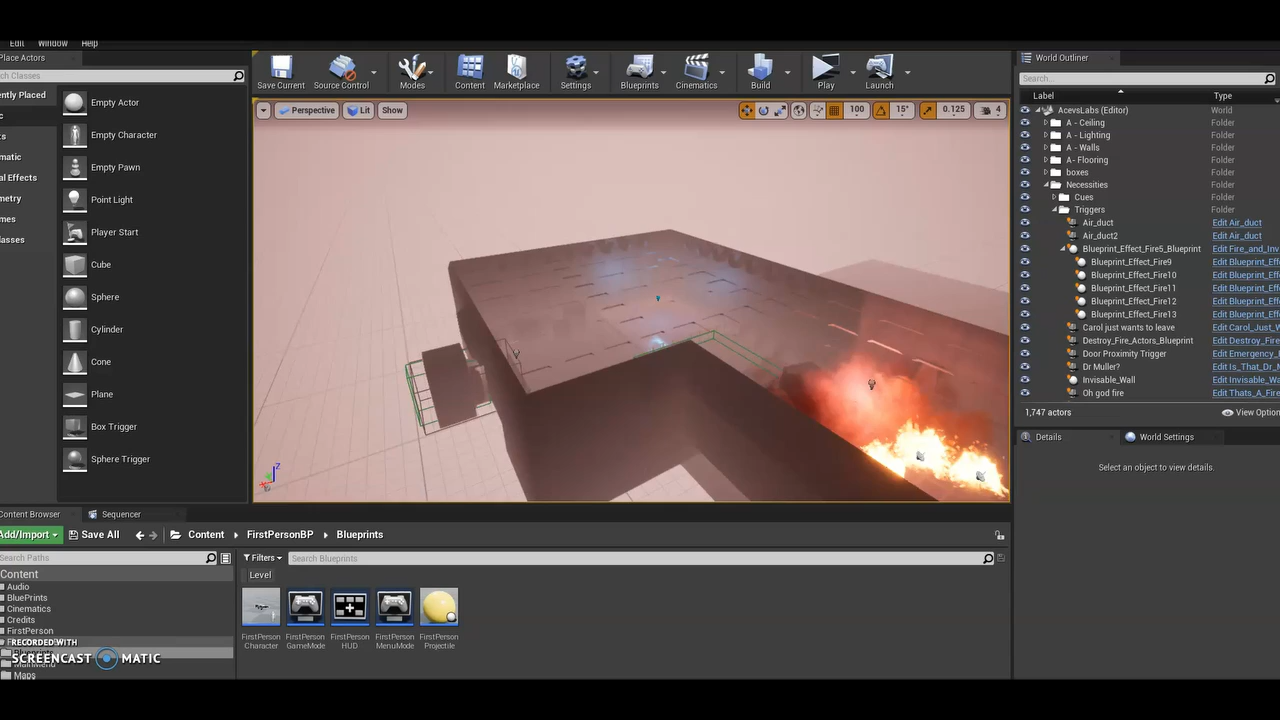 Edit Window Help
Place Actors
ch Classes
ently Placed
Empty Actor
Empty Character
Empty Pawn
Point Light
Player Start
Cube
Sphere
Cylinder
Cone
Plane
Box Trigger
Sphere Trigger
c
s
matic
al Effects
metry
mes
lasses
Save Current
Source Control
Modes
Content
Marketplace
Settings
Blueprints
Cinematics
Build
Play
Launch
Perspective
Lit
Show
100
15°
0.125
4
Z
World Outliner
Search...
Label Type
AcevsLabs (Editor) World
A - Ceiling Folder
A - Lighting Folder
A - Walls Folder
A- Flooring Folder
boxes Folder
Necessities Folder
Cues Folder
Triggers Folder
Air_duct Edit Air_duct
Air_duct2 Edit Air_duct
Blueprint_Effect_Fire5_Blueprint Edit Fire_and_Inv
Blueprint_Effect_Fire9 Edit Blueprint_Eff
Blueprint_Effect_Fire10 Edit Blueprint_Eff
Blueprint_Effect_Fire11 Edit Blueprint_Eff
Blueprint_Effect_Fire12 Edit Blueprint_Eff
Blueprint_Effect_Fire13 Edit Blueprint_Eff
Carol just wants to leave Edit Carol_Just_W
Destroy_Fire_Actors_Blueprint Edit Destroy_Fire
Door Proximity Trigger Edit Emergency_
Dr Muller? Edit Is_That_Dr_M
Invisable_Wall Edit Invisable_Wa
Oh god fire Edit Thats_A_Fire
1,747 actors
View Option
Details
World Settings
Select an object to view details.
Content Browser
Sequencer
Add/Import
Save All
Content
FirstPersonBP
Blueprints
Search Paths
Filters
Search Blueprints
Level
Content
Audio
BluePrints
Cinematics
Credits
FirstPerson
RECORDED WITH
SCREENCAST MATIC
MainMenu
Maps
FirstPerson
Character
FirstPerson
GameMode
FirstPerson
HUD
FirstPerson
MenuMode
FirstPerson
Projectile